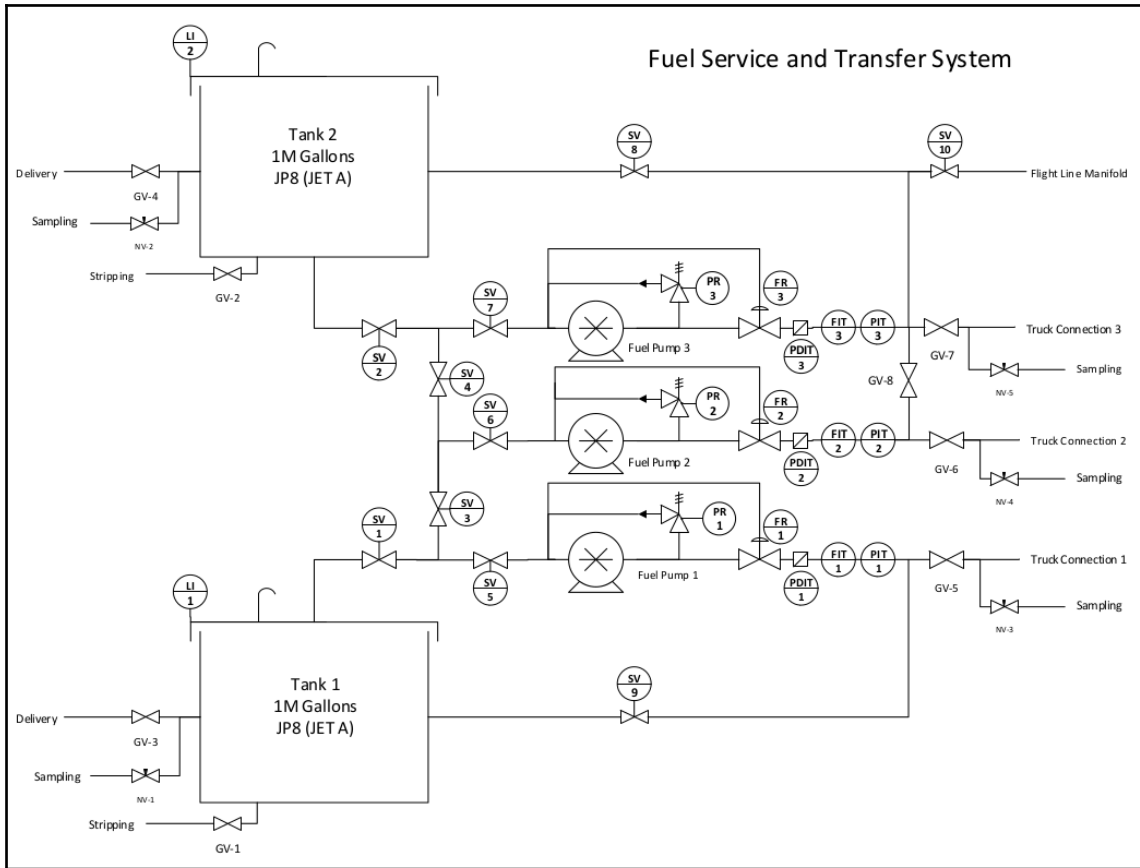 Fuel Service and Transfer System
LI
2
Tank 2
1M Gallons
JP8 (JET A)
SV
8
SV
10
Delivery
GV-4
Flight Line Manifold
Sampling
NV-2
Stripping
GV-2
SV
7
PR
3
FR
3
Fuel Pump 3
FIT
3
PIT
3
PDIT
3
GV-7
Truck Connection 3
Sampling
NV-5
SV
2
SV
4
GV-8
SV
6
PR
2
FR
2
Fuel Pump 2
FIT
2
PIT
2
PDIT
2
GV-6
Truck Connection 2
Sampling
NV-4
SV
3
SV
1
PR
1
FR
1
Fuel Pump 1
FIT
1
PIT
1
PDIT
1
GV-5
Truck Connection 1
Sampling
NV-3
SV
5
LI
1
Tank 1
1M Gallons
JP8 (JET A)
SV
9
Delivery
GV-3
Sampling
NV-1
Stripping
GV-1